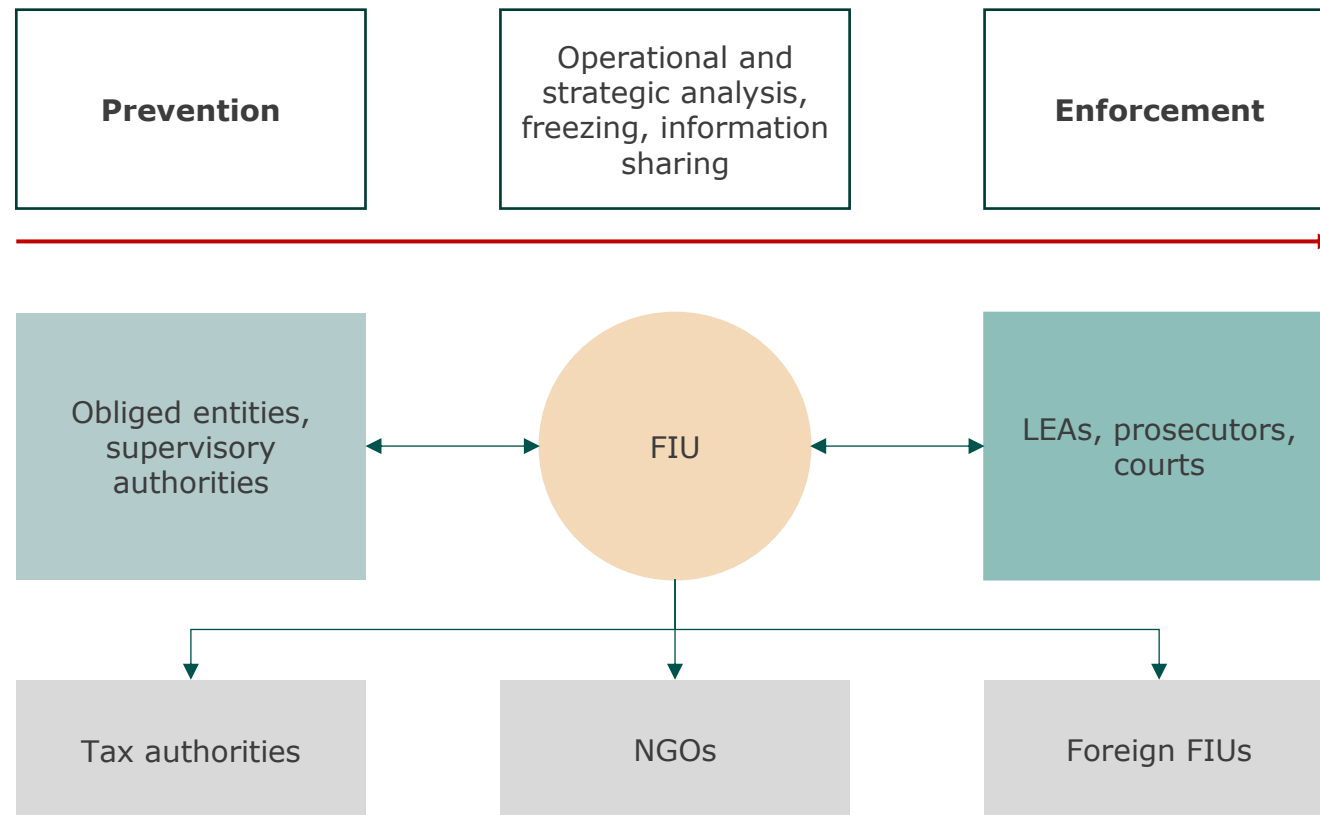 Prevention
Operational and
strategic analysis,
freezing, information
sharing
Enforcement
Obliged entities,
supervisory
authorities
FIU
LEAs, prosecutors,
courts
Tax authorities
NGOs
Foreign FIUs